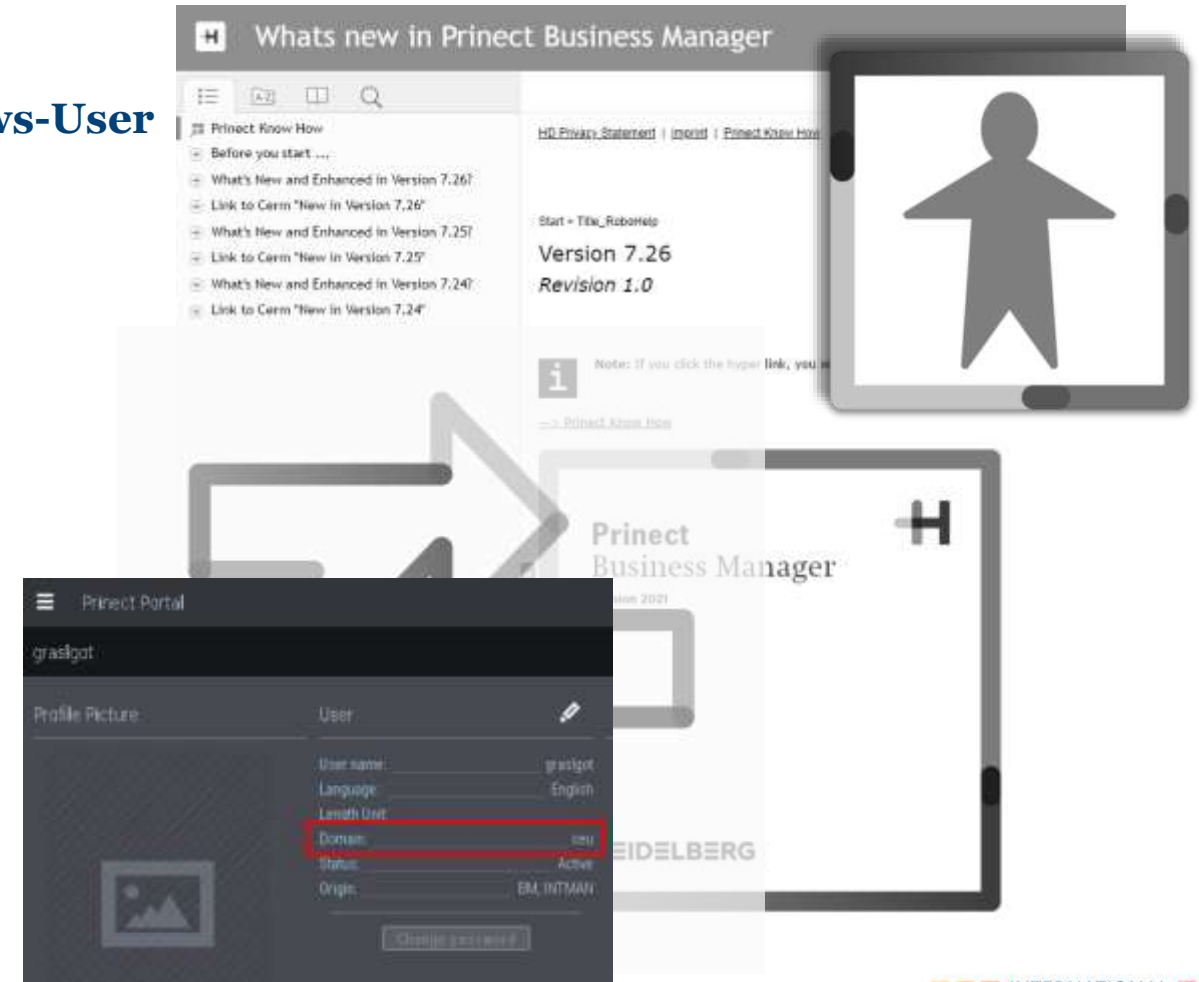 Whats new in Prinect Business Manager
ws-User
Prinect Know How
Before you start ...
What's New and Enhanced in Version 7.26?
Link to Cerm "New in Version 7.26"
What's New and Enhanced in Version 7.25?
Link to Cerm "New in Version 7.25"
What's New and Enhanced in Version 7.24?
Link to Cerm "New in Version 7.24"
HD Privacy Statement | Imprint | Prinect Know How
Start » Title_RoboHelp
Version 7.26
Revision 1.0
i Note: If you click the hyper link, you
--> Prinect Know How
Prinect
Business Manager
Version 2021
EIDELBERG
Prinect Portal
Profile Picture
User
User name:
Language: English
Length Unit:
Domain: ceu
Status: Active
Origin: BM, INTMAN
Change password
INTERNATIONAL